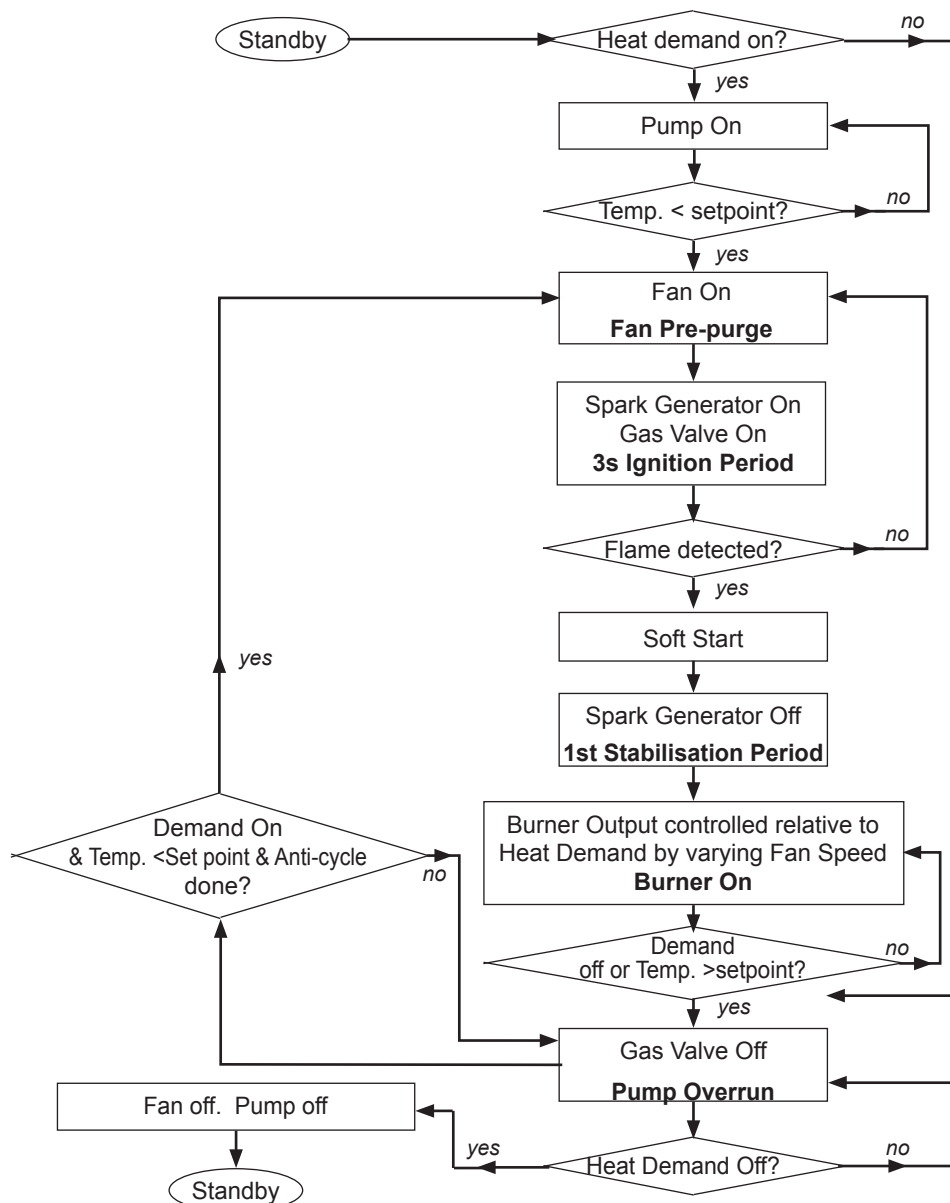 Standby
Heat demand on?
no
yes
Pump On
Temp. < setpoint?
no
yes
Fan On
Fan Pre-purge
Spark Generator On
Gas Valve On
3s Ignition Period
Flame detected?
no
yes
Soft Start
Spark Generator Off
1st Stabilisation Period
Burner Output controlled relative to
Heat Demand by varying Fan Speed
Burner On
Demand
off or Temp. >setpoint?
no
yes
Gas Valve Off
Pump Overrun
Heat Demand Off?
no
yes
Demand On
& Temp. <Set point & Anti-cycle
done?
yes
no
Fan off. Pump off
Standby